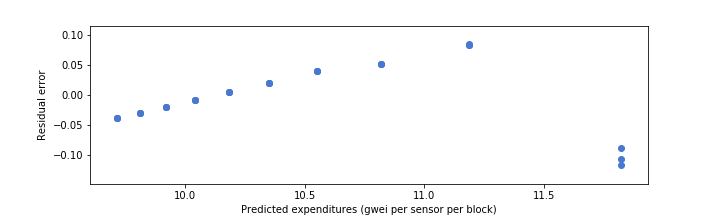 0.10
0.05
0.00
−0.05
−0.10
Residual error
10.0 10.5 11.0 11.5
Predicted expenditures (gwei per sensor per block)